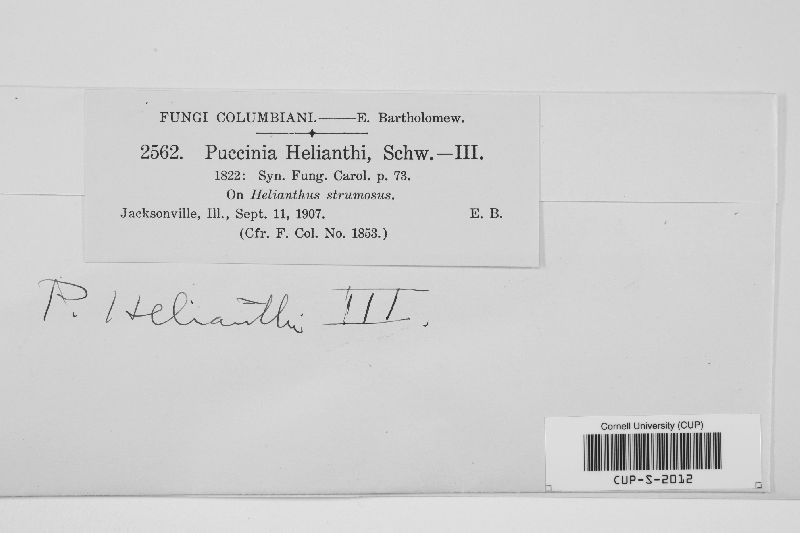 FUNGI COLUMBIANI.——E. Bartholomew.
2562. Puccinia Helianthi, Schw.—III.
1822: Syn. Fung. Carol. p. 73.
On Helianthus strumosus.
Jacksonville, Ill., Sept. 11, 1907. E. B.
(Cfr. F. Col. No. 1853.)
P. Helianthi III.
Cornell University (CUP)
CUP-S-2012